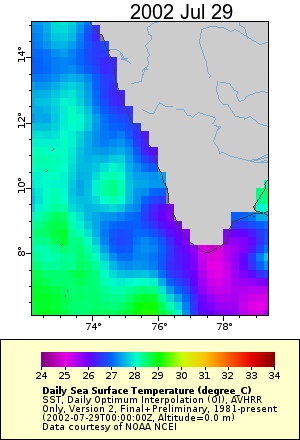 2002 Jul 29
14°
12°
10°
8°
74°
76°
78°
24 25 26 27 28 29 30 31 32 33 34
Daily Sea Surface Temperature (degree_C)
SST, Daily Optimum Interpolation (OI), AVHRR
Only, Version 2, Final+Preliminary, 1981-present
(2002-07-29T00:00:00Z, Altitude=0.0 m)
Data courtesy of NOAA NCEI